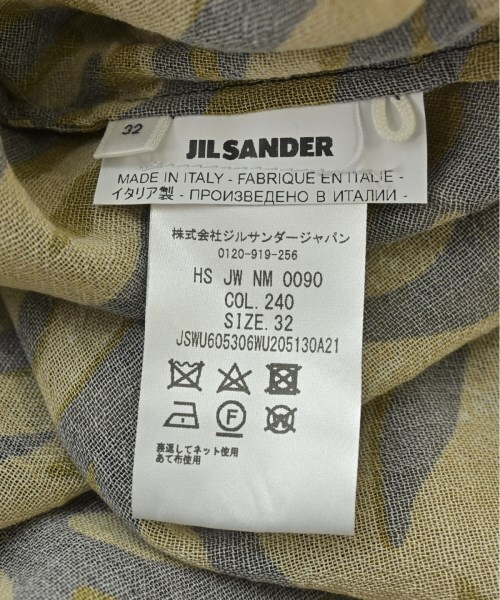 32
JIL SANDER
MADE IN ITALY - FABRIQUE EN ITALIE -
イタリア製 - ПРОИЗВЕДЕНО В ИТАЛИИ -
株式会社ジルサンダージャパン
0120-919-256
HS JW NM 0090
COL. 240
SIZE. 32
JSWU605306WU205130A21
F
W
裏返してネット使用
あて布使用